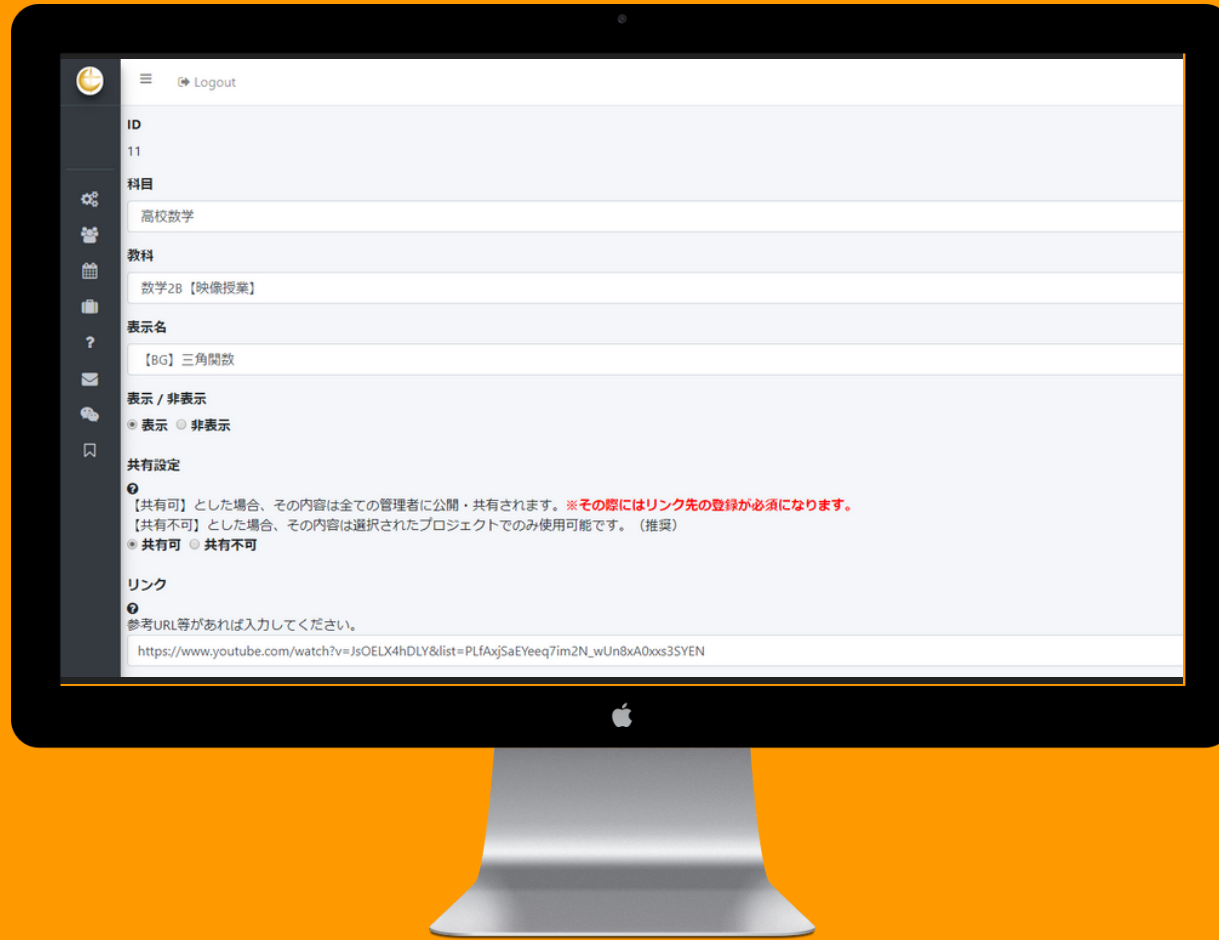 Logout
ID
11
科目
高校数学
教科
数学2B【映像授業】
表示名
【BG】三角関数
表示 / 非表示
表示 非表示
共有設定
【共有可】とした場合、その内容は全ての管理者に公開・共有されます。※その際にはリンク先の登録が必須になります。
【共有不可】とした場合、その内容は選択されたプロジェクトでのみ使用可能です。（推奨）
共有可 共有不可
リンク
参考URL等があれば入力してください。
https://www.youtube.com/watch?v=JsOELX4hDLY&list=PLfAxjSaEYeeq7im2N_wUn8xA0xxs3SYEN